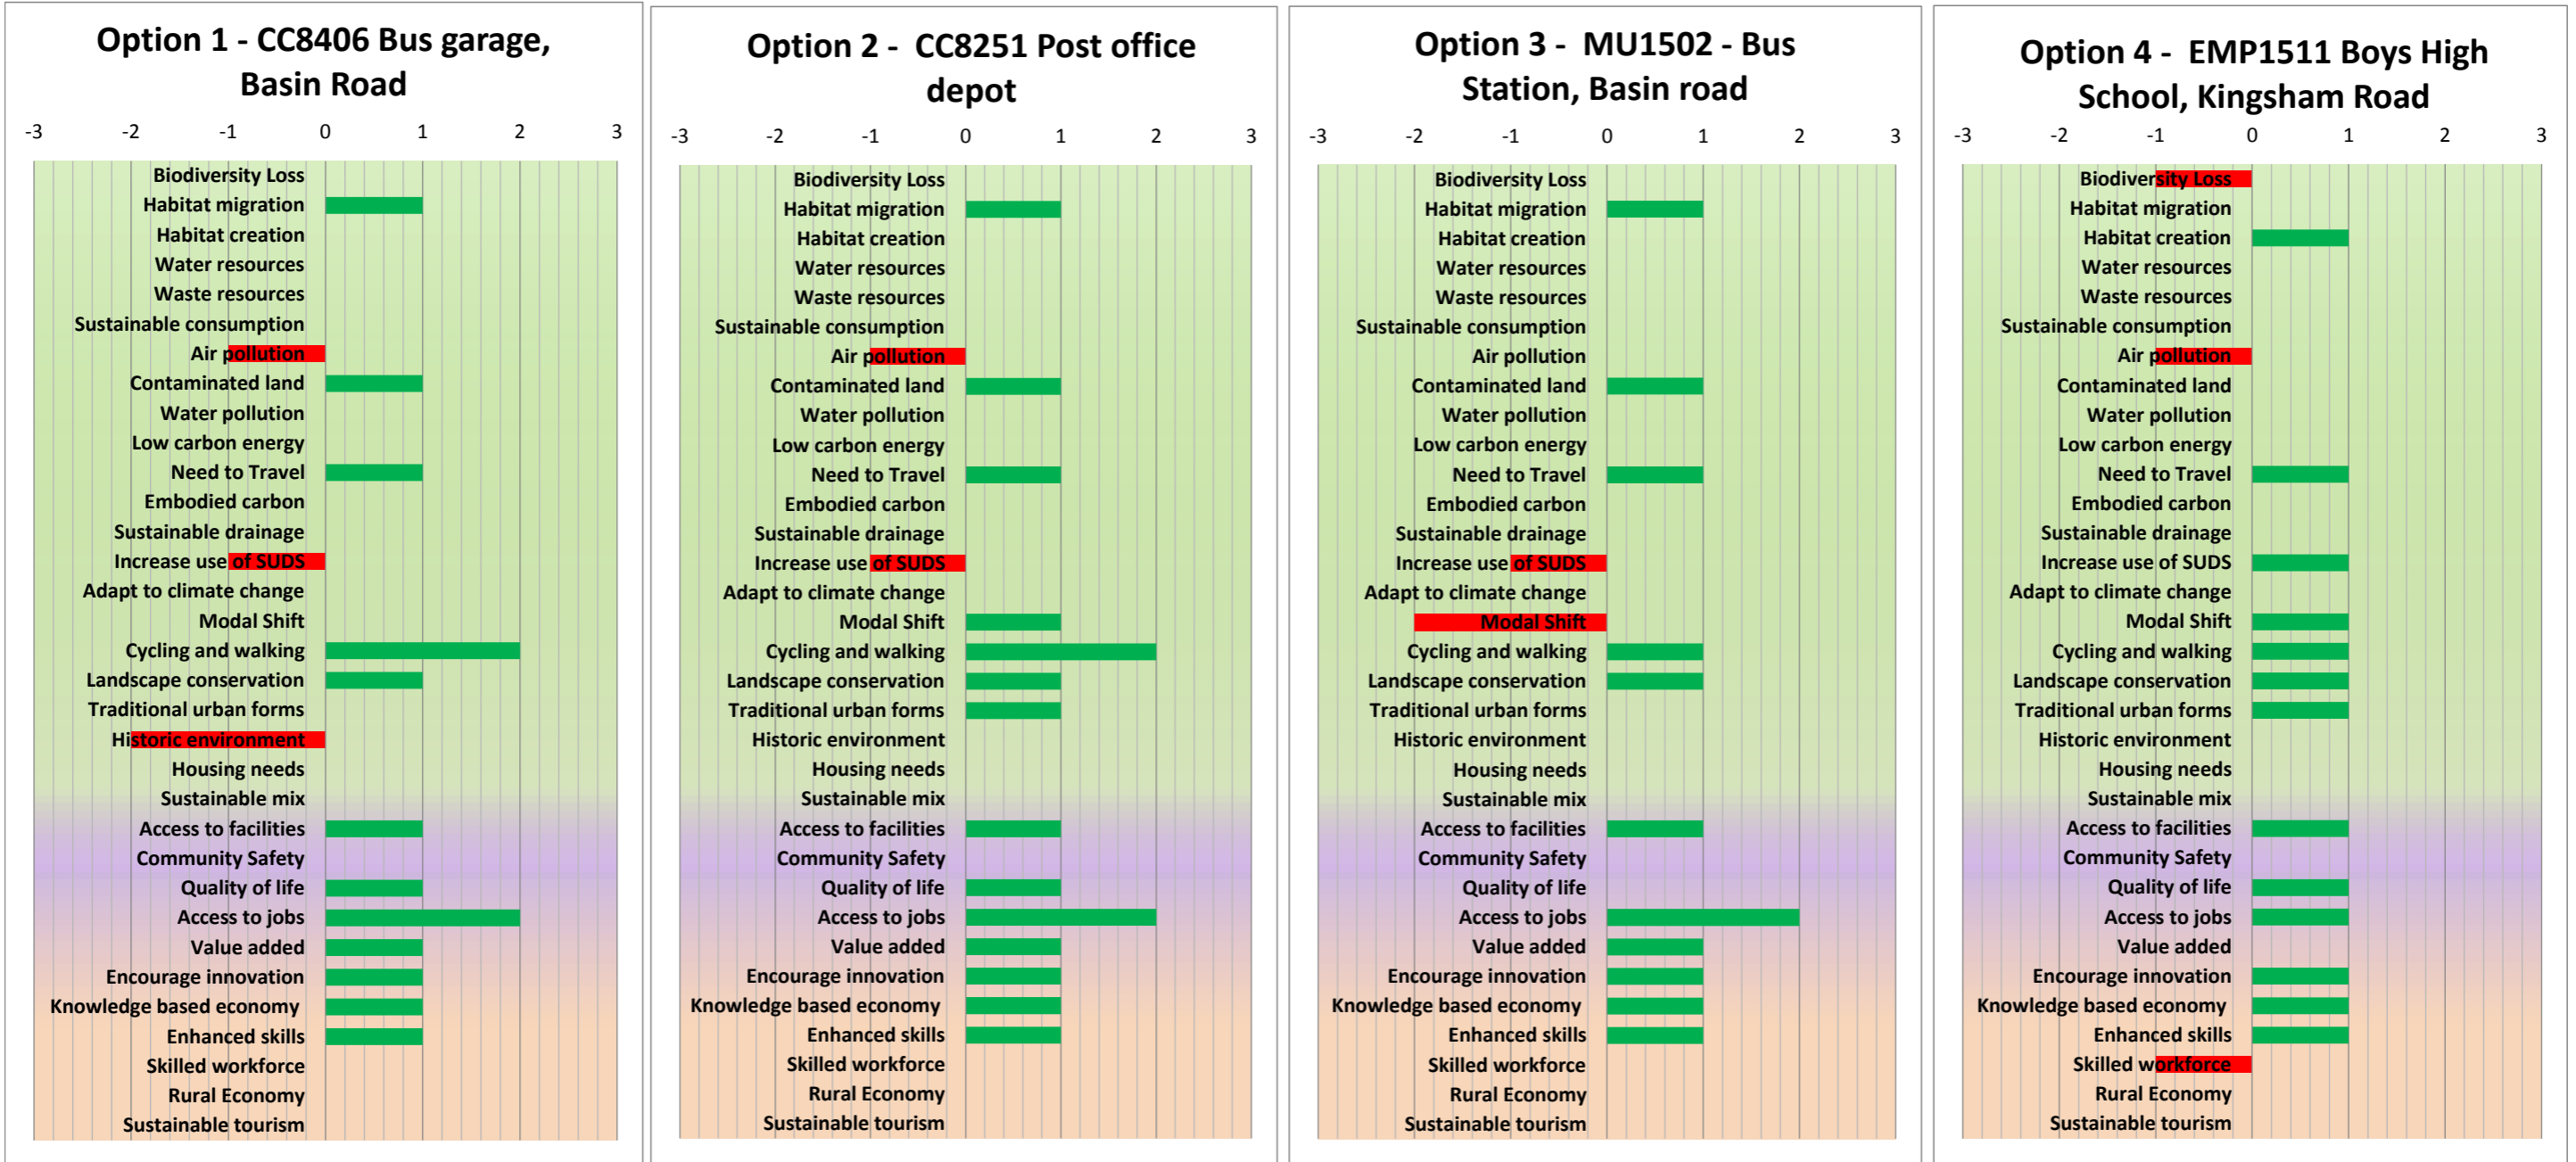 Option 1 - CC8406 Bus garage,
Basin Road
-3 -2 -1 0 1 2 3
Biodiversity Loss
Habitat migration
Habitat creation
Water resources
Waste resources
Sustainable consumption
Air pollution
Contaminated land
Water pollution
Low carbon energy
Need to Travel
Embodied carbon
Sustainable drainage
Increase use of SUDS
Adapt to climate change
Modal Shift
Cycling and walking
Landscape conservation
Traditional urban forms
Historic environment
Housing needs
Sustainable mix
Access to facilities
Community Safety
Quality of life
Access to jobs
Value added
Encourage innovation
Knowledge based economy
Enhanced skills
Skilled workforce
Rural Economy
Sustainable tourism
Option 2 - CC8251 Post office
depot
-3 -2 -1 0 1 2 3
Biodiversity Loss
Habitat migration
Habitat creation
Water resources
Waste resources
Sustainable consumption
Air pollution
Contaminated land
Water pollution
Low carbon energy
Need to Travel
Embodied carbon
Sustainable drainage
Increase use of SUDS
Adapt to climate change
Modal Shift
Cycling and walking
Landscape conservation
Traditional urban forms
Historic environment
Housing needs
Sustainable mix
Access to facilities
Community Safety
Quality of life
Access to jobs
Value added
Encourage innovation
Knowledge based economy
Enhanced skills
Skilled workforce
Rural Economy
Sustainable tourism
Option 3 - MU1502 - Bus
Station, Basin road
-3 -2 -1 0 1 2 3
Biodiversity Loss
Habitat migration
Habitat creation
Water resources
Waste resources
Sustainable consumption
Air pollution
Contaminated land
Water pollution
Low carbon energy
Need to Travel
Embodied carbon
Sustainable drainage
Increase use of SUDS
Adapt to climate change
Modal Shift
Cycling and walking
Landscape conservation
Traditional urban forms
Historic environment
Housing needs
Sustainable mix
Access to facilities
Community Safety
Quality of life
Access to jobs
Value added
Encourage innovation
Knowledge based economy
Enhanced skills
Skilled workforce
Rural Economy
Sustainable tourism
Option 4 - EMP1511 Boys High
School, Kingsham Road
-3 -2 -1 0 1 2 3
Biodiversity Loss
Habitat migration
Habitat creation
Water resources
Waste resources
Sustainable consumption
Air pollution
Contaminated land
Water pollution
Low carbon energy
Need to Travel
Embodied carbon
Sustainable drainage
Increase use of SUDS
Adapt to climate change
Modal Shift
Cycling and walking
Landscape conservation
Traditional urban forms
Historic environment
Housing needs
Sustainable mix
Access to facilities
Community Safety
Quality of life
Access to jobs
Value added
Encourage innovation
Knowledge based economy
Enhanced skills
Skilled workforce
Rural Economy
Sustainable tourism